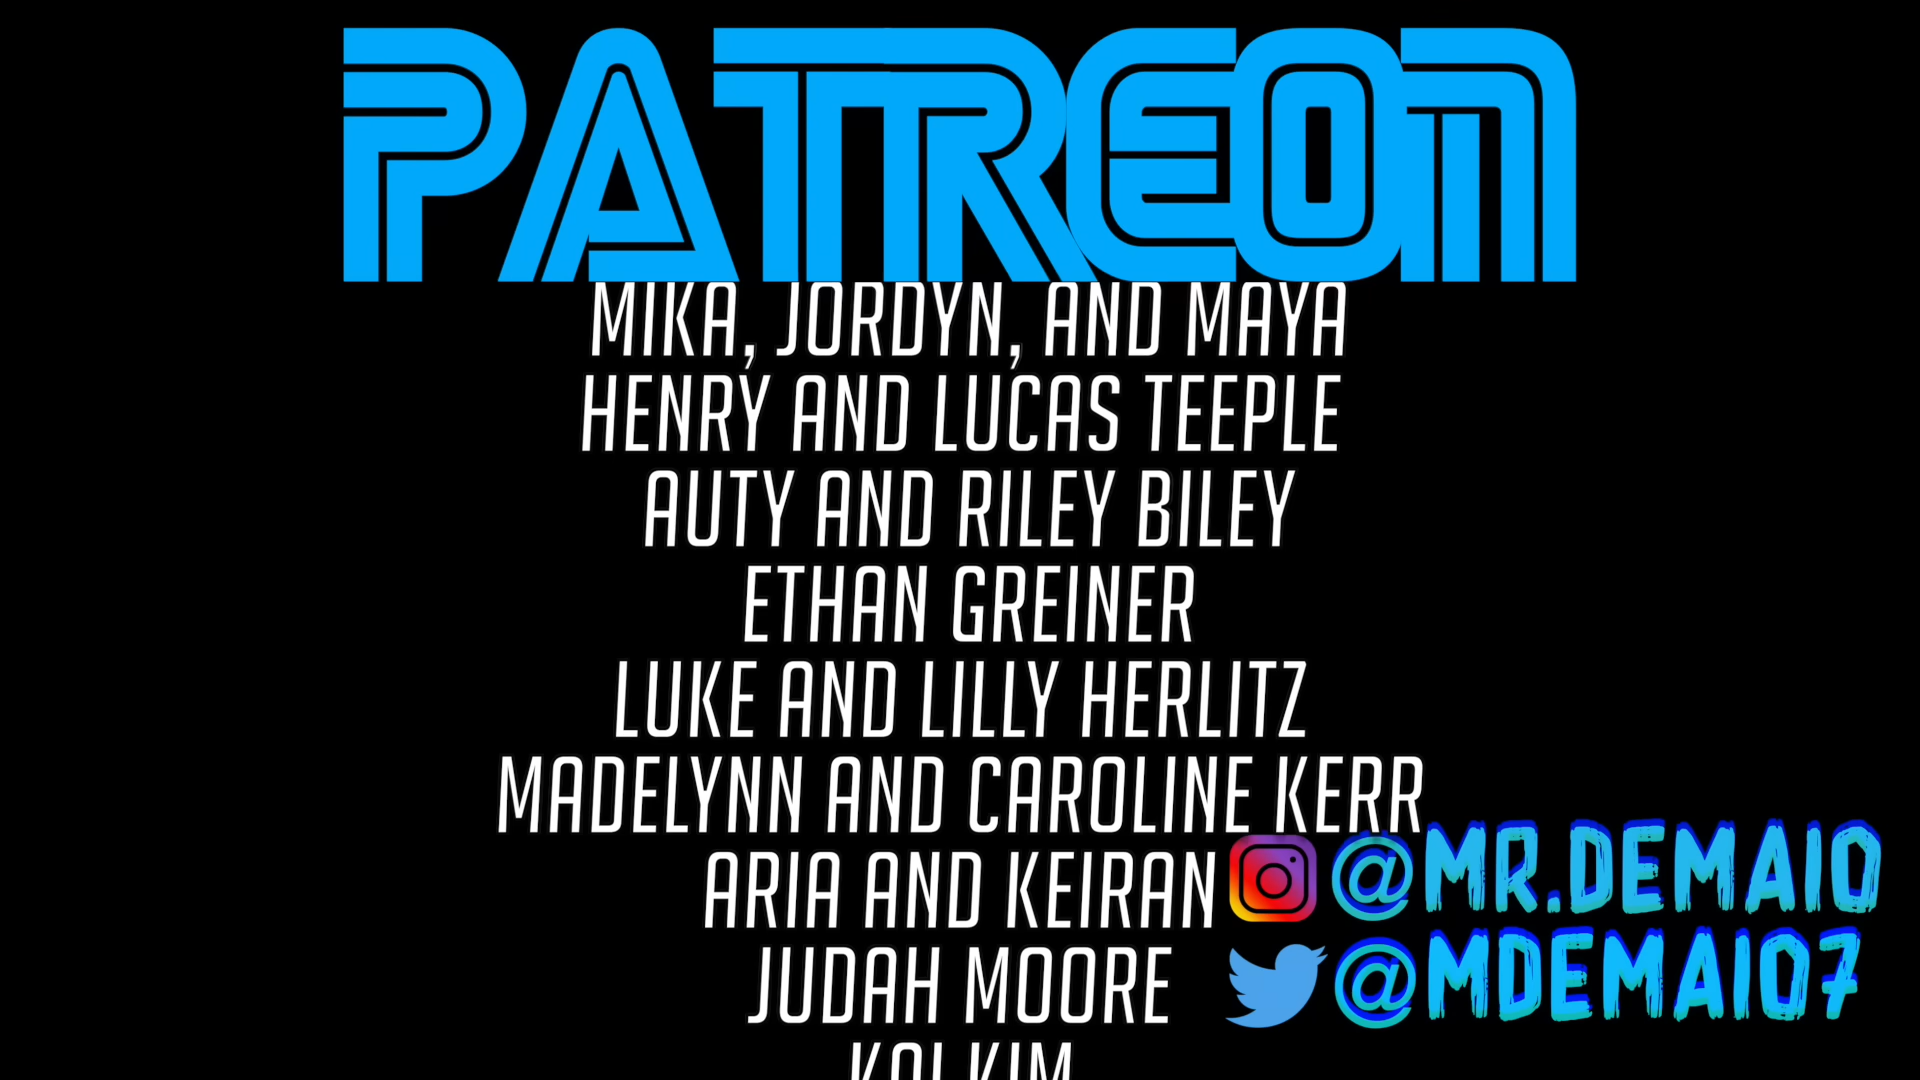 PATREON
MIKA, JORDYN, AND MAYA
HENRY AND LUCAS TEEPLE
AUTY AND RILEY BILEY
ETHAN GREINER
LUKE AND LILLY HERLITZ
MADELYNN AND CAROLINE KERR
ARIA AND KEIRAN
@MR.DEMAIO
JUDAH MOORE
@MDEMAIO7
KIM